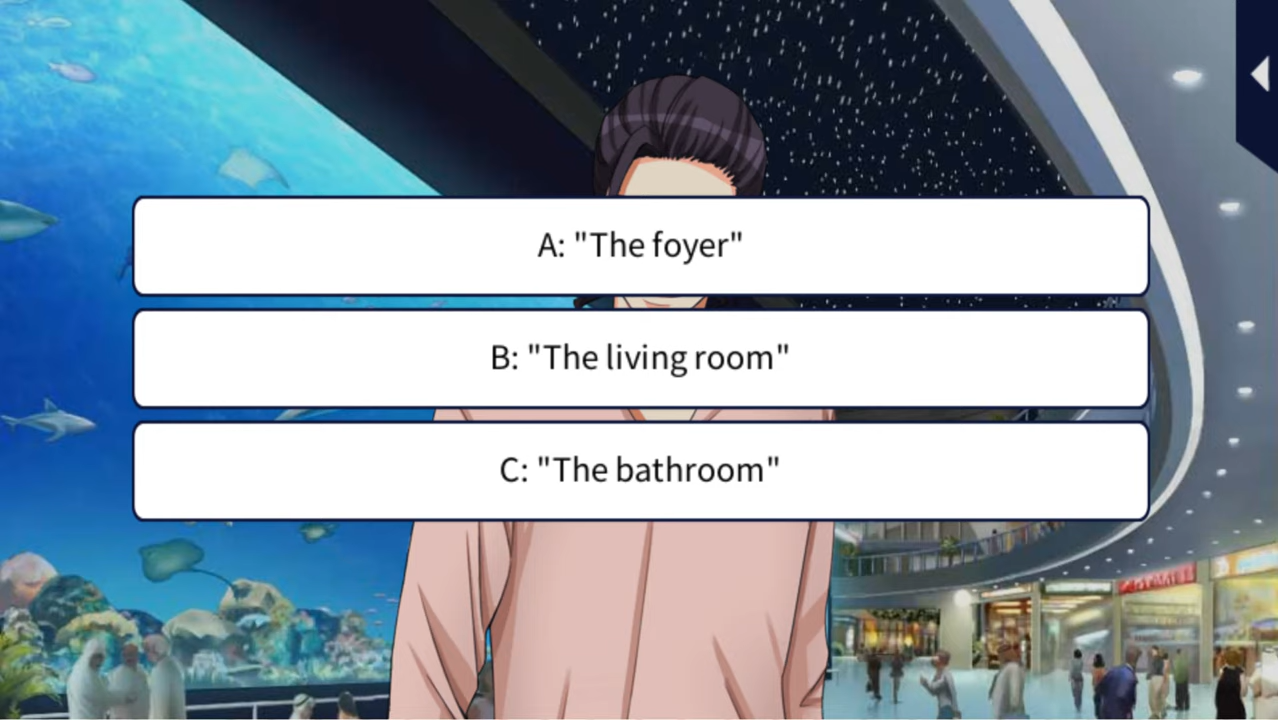 A: "The foyer"
B: "The living room"
C: "The bathroom"